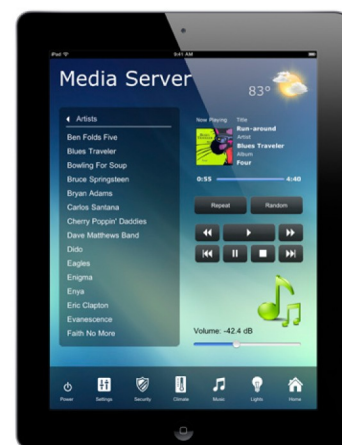 iPad
9:41 AM
Media Server
83°
Artists
Ben Folds Five
Blues Traveler
Bowling For Soup
Bruce Springsteen
Bryan Adams
Carlos Santana
Cherry Poppin' Daddies
Dave Matthews Band
Dido
Eagles
Enigma
Enya
Eric Clapton
Evanescence
Faith No More
Now Playing
Title
Run-around
Artist
Blues Traveler
Album
Four
0:55
4:40
Repeat
Random
Volume: -42.4 dB
Power
Settings
Security
Climate
Music
Lights
Home